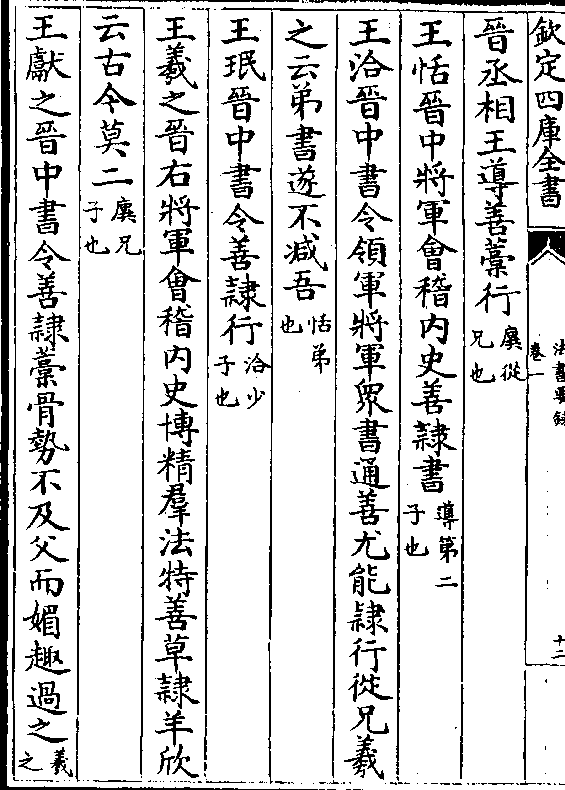 欽定四庫全書
法書要録
卷一
十二
晉丞相王導善藁行廙從兄也
王恬晉中將軍會稽内史善隷書導第二子也
王洽晉中書令領軍將軍衆書通善尤能隷行從兄羲
之云弟書遂不减吾恬弟也
王珉晉中書令善隷行洽少子也
王羲之晉右將軍會稽内史博精羣法特善草隷羊欣
云古今莫二廙兄子也
王獻之晉中書令善隷藁骨勢不及父而媚趣過之羲之